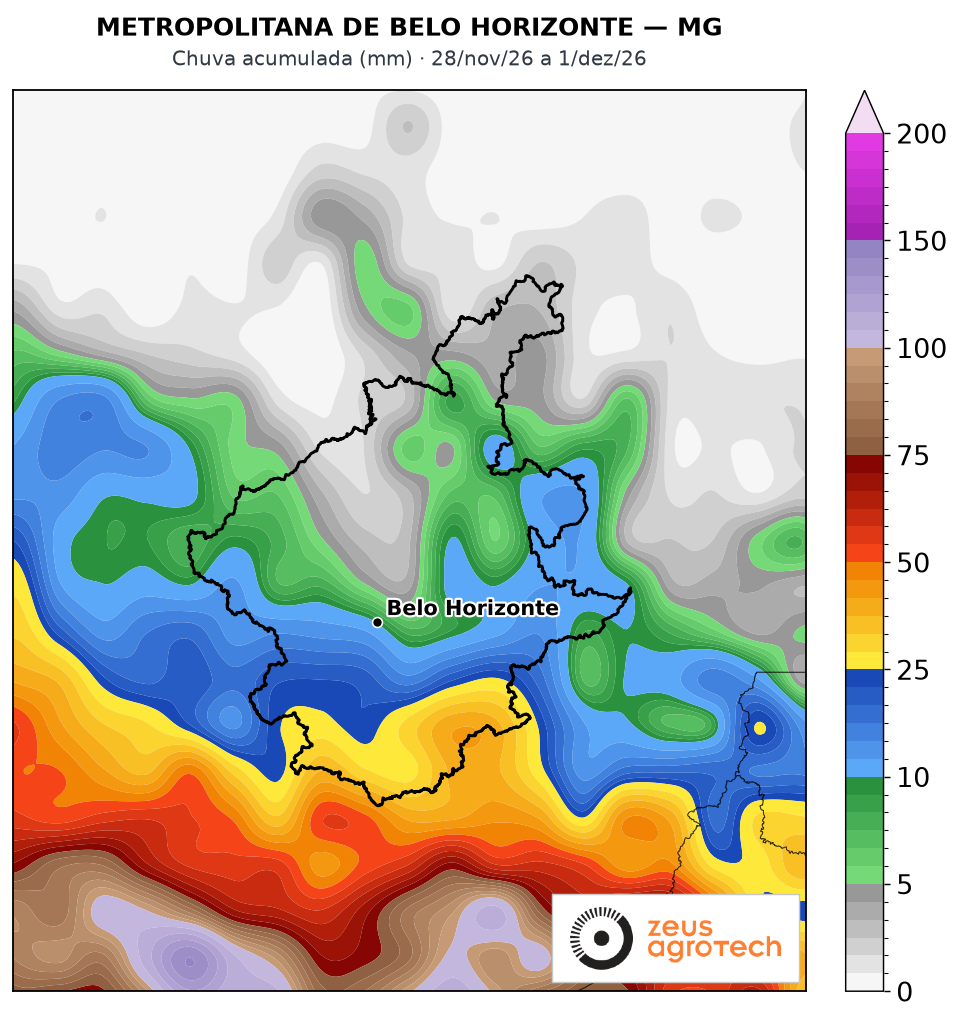 METROPOLITANA DE BELO HORIZONTE — MG
Chuva acumulada (mm) · 28/nov/26 a 1/dez/26
200
150
100
75
50
25
10
5
0
Belo Horizonte
zeus
agrotech